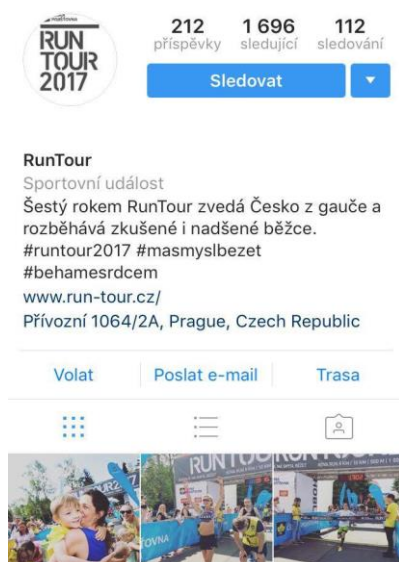 RUN
TOUR
2017
212 1 696 112
příspěvky sledující sledování
Sledovat
RunTour
Sportovní událost
Šestý rokem RunTour zvedá Česko z gauče a
rozběhává zkušené i nadšené běžce.
#runtour2017 #masmyslbezet
#behamesrdcem
www.run-tour.cz/
Přívozní 1064/2A, Prague, Czech Republic
Volat Poslat e-mail Trasa
RUNTOUR